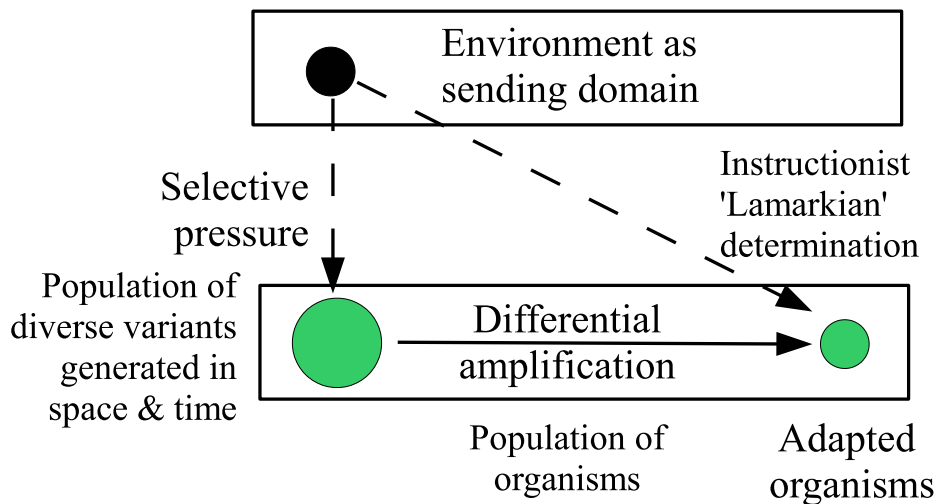 Environment as
sending domain
Selective
pressure
Instructionist
'Lamarkian'
determination
Population of
diverse variants
generated in
space & time
Differential
amplification
Population of
organisms
Adapted
organisms